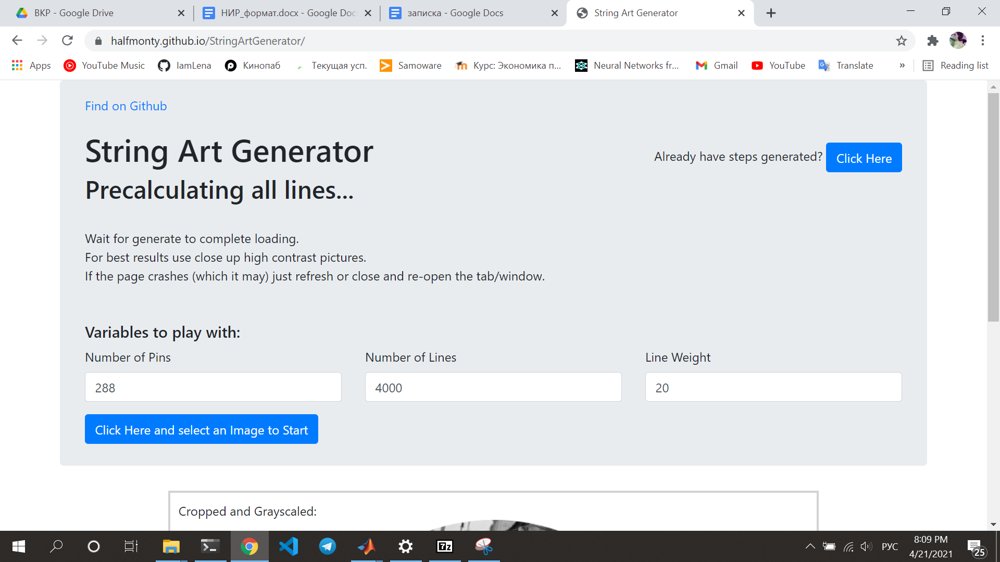 ВКР - Google Drive
НИР_формат.docx - Google Doc
записка - Google Docs
String Art Generator
halfmonty.github.io/StringArtGenerator/
Apps
YouTube Music
IamLena
Кинопаб
Текущая усп.
Samoware
Курс: Экономика п...
Neural Networks fr...
Gmail
YouTube
Translate
»
Reading list
Find on Github
String Art Generator
Already have steps generated? Click Here
Precalculating all lines...
Wait for generate to complete loading.
For best results use close up high contrast pictures.
If the page crashes (which it may) just refresh or close and re-open the tab/window.
Variables to play with:
Number of Pins
Number of Lines
Line Weight
288
4000
20
Click Here and select an Image to Start
Cropped and Grayscaled:
7z
РУС
8:09 PM
4/21/2021
25